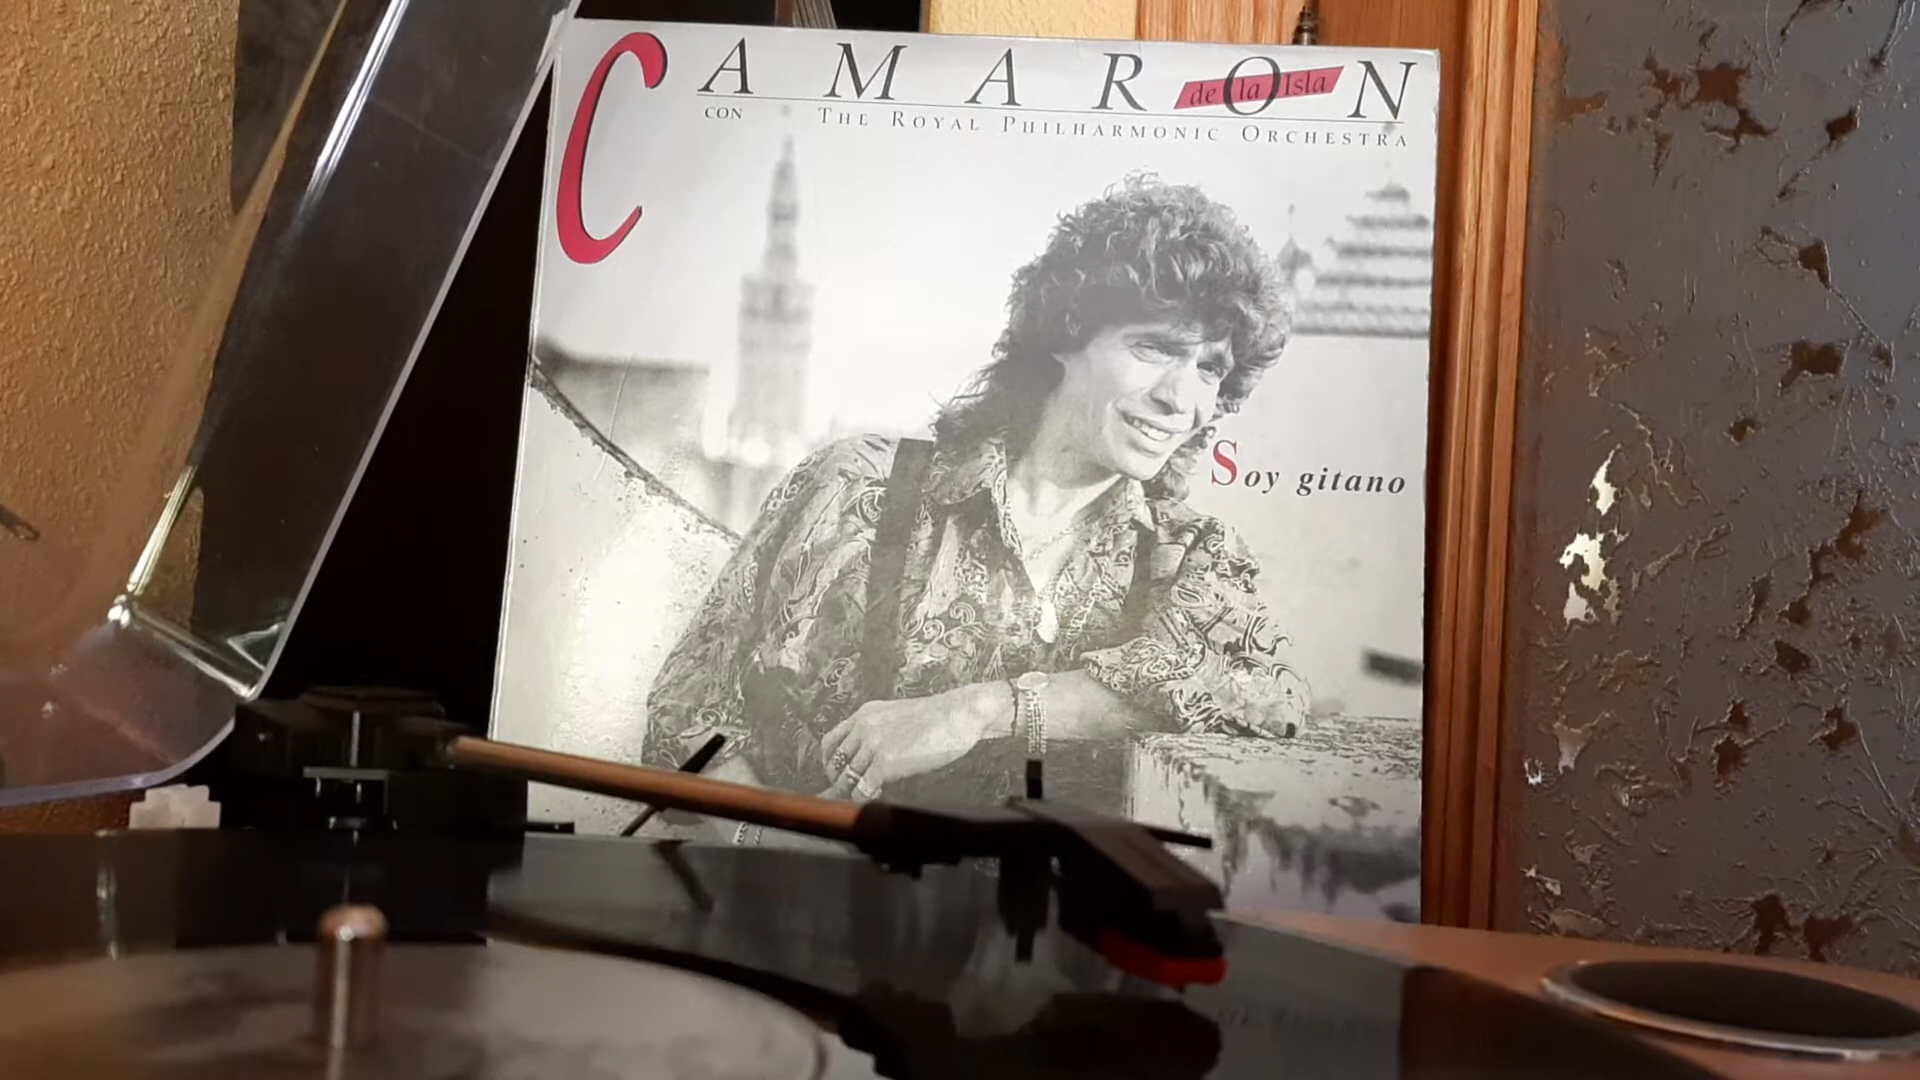 CAMARON
de la Isla
CON THE ROYAL PHILHARMONIC ORCHESTRA
Soy gitano